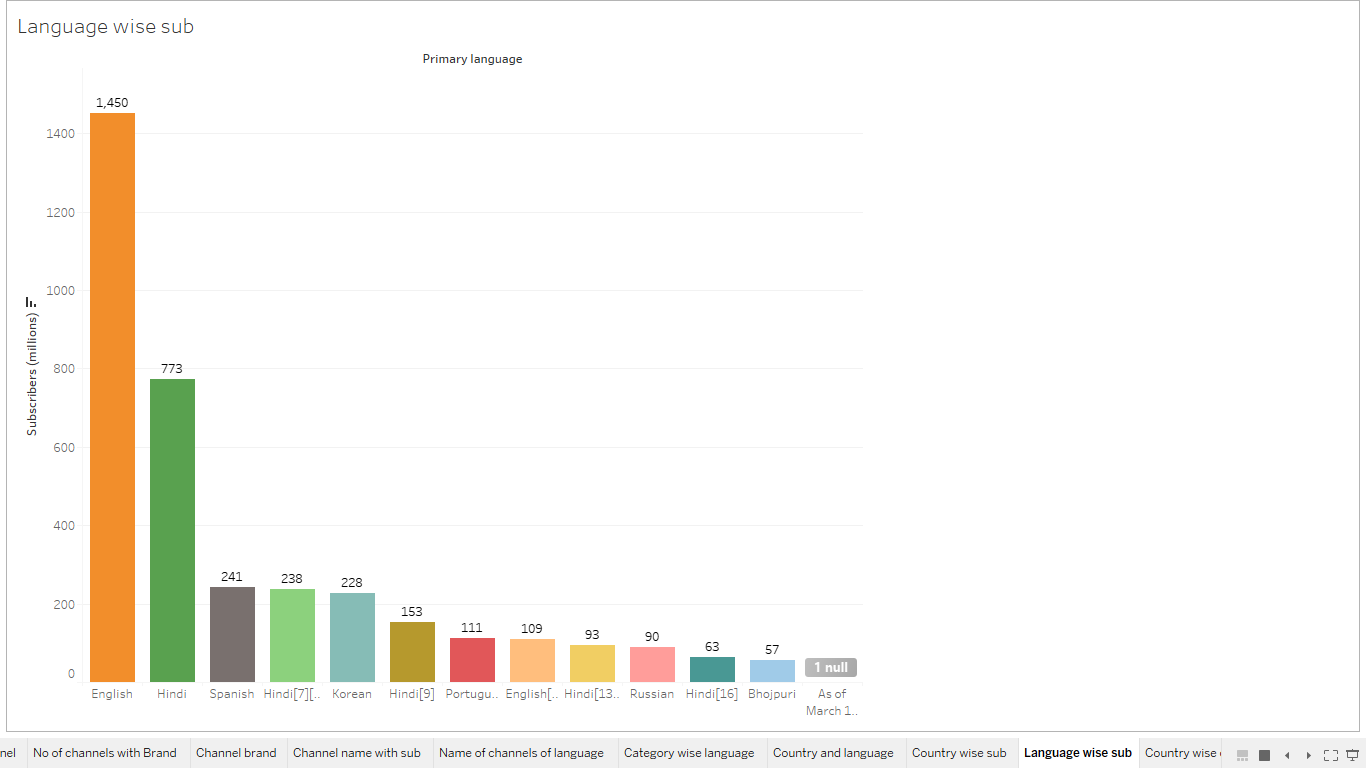 Language wise sub
Primary language
1,450
1400
1200
1000
800
773
600
400
200
0
Subscribers (millions)
241
238
228
153
111
109
93
90
63
57
1 null
English Hindi Spanish Hindi[7][.. Korean Hindi[9] Portugu.. English[.. Hindi[13.. Russian Hindi[16] Bhojpuri As of
March 1..
nel No of channels with Brand Channel brand Channel name with sub Name of channels of language Category wise language Country and language Country wise sub Language wise sub Country wise